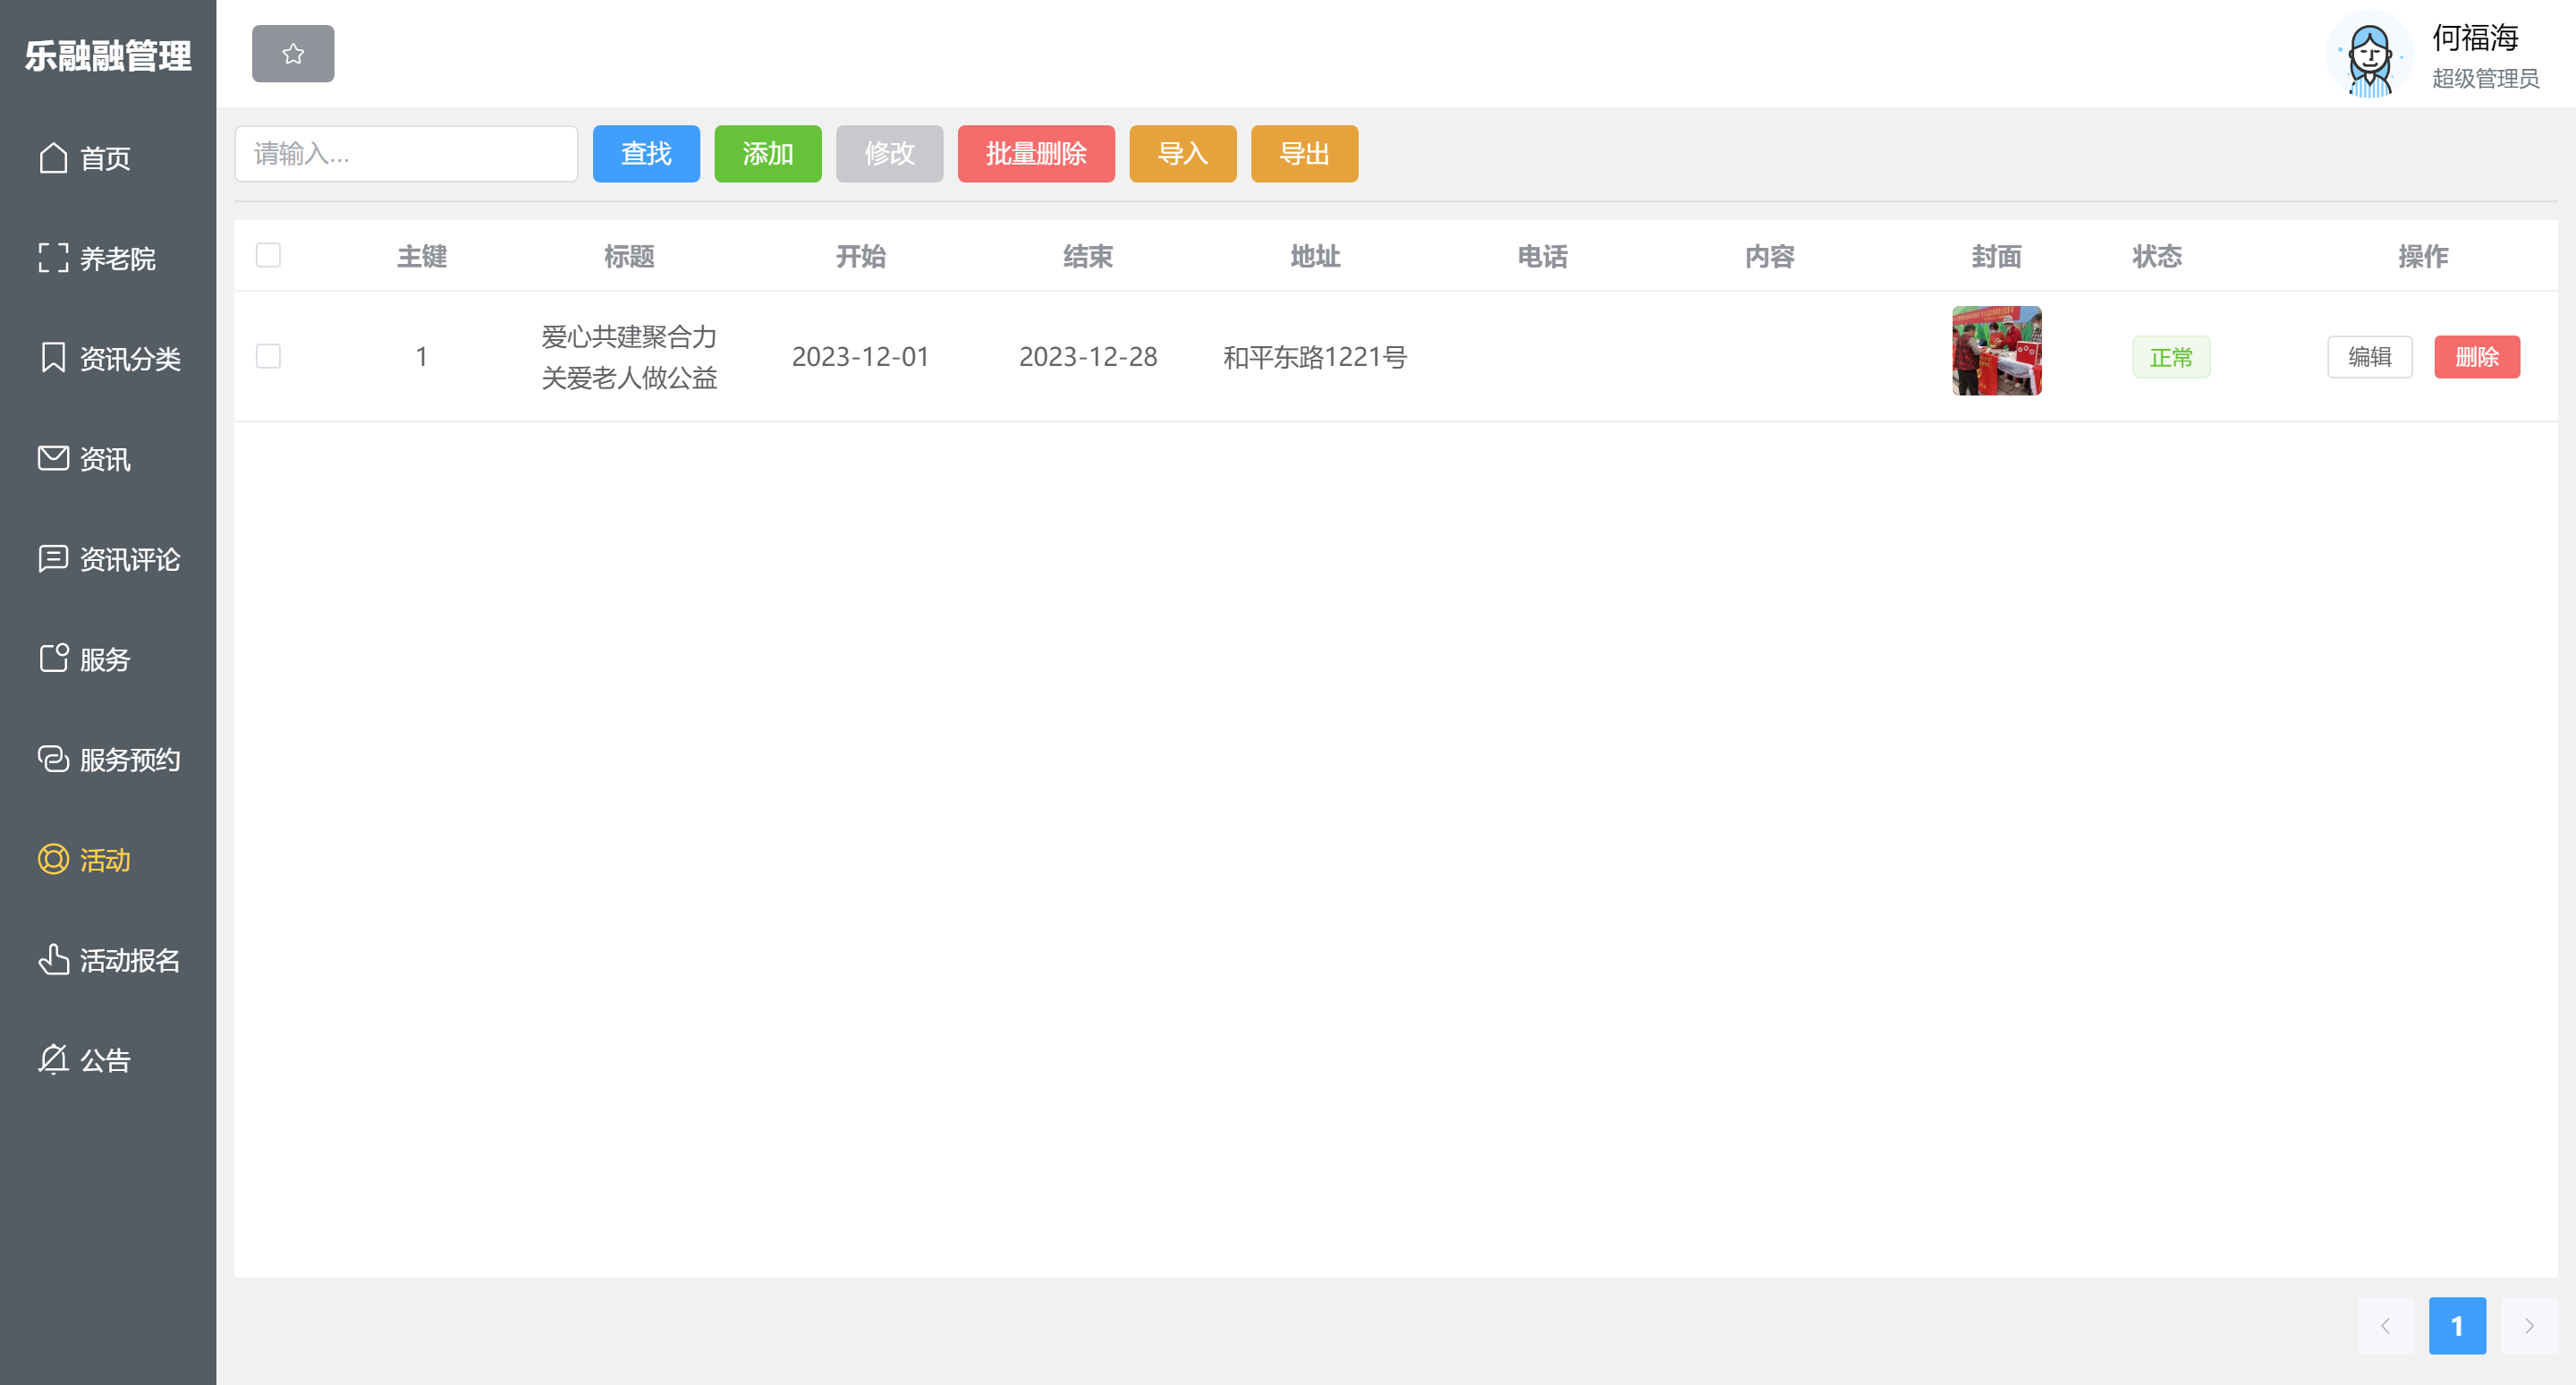 乐融融管理
首页
养老院
资讯分类
资讯
资讯评论
服务
服务预约
活动
活动报名
公告
何福海
超级管理员
请输入...
查找 添加 修改 批量删除 导入 导出
主键 标题 开始 结束 地址 电话 内容 封面 状态 操作
1 爱心共建聚合力 2023-12-01 2023-12-28 和平东路1221号 正常 编辑 删除
关爱老人做公益
1